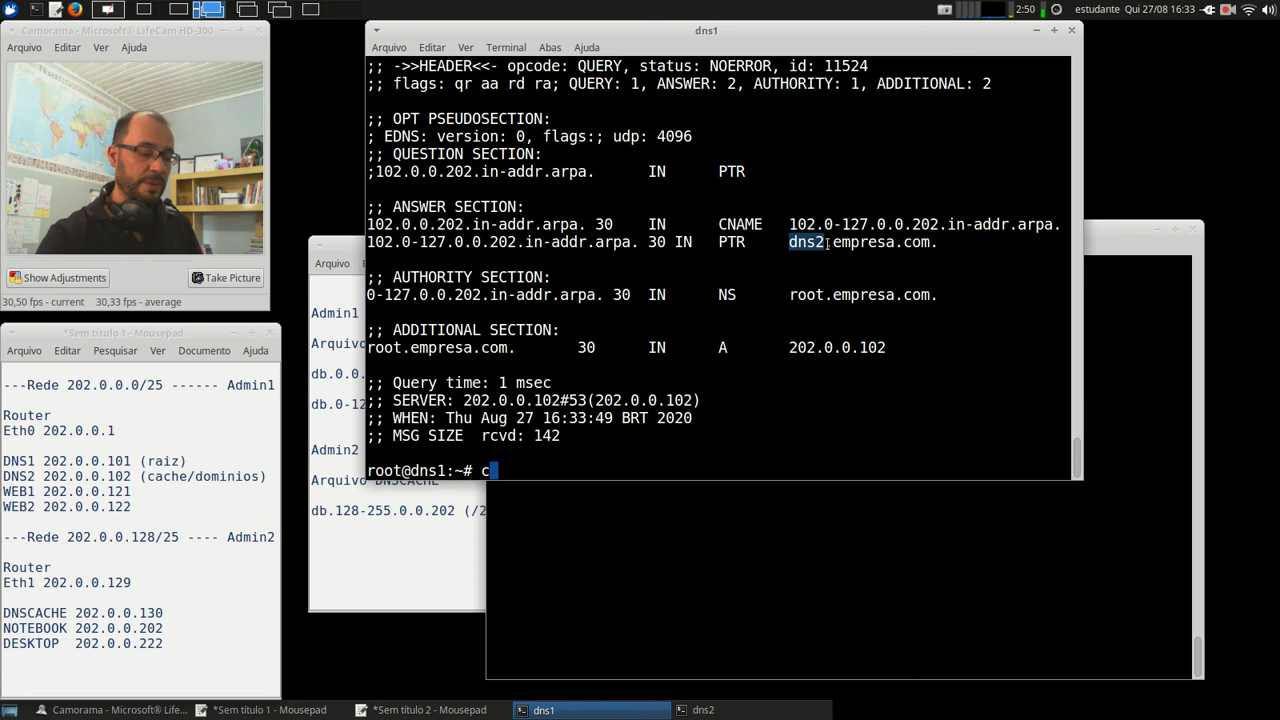 2:50
estudante
Qui 27/08 16:33
Camorama - Microsoft® LifeCam HD-300
Arquivo Editar Ver Ajuda
Show Adjustments
Take Picture
30,50 fps - current 30,33 fps - average
*Sem título 1 - Mousepad
Arquivo Editar Pesquisar Ver Documento Ajuda
---Rede 202.0.0.0/25 ------ Admin1
Router
Eth0 202.0.0.1
DNS1 202.0.0.101 (raiz)
DNS2 202.0.0.102 (cache/dominios)
WEB1 202.0.0.121
WEB2 202.0.0.122
---Rede 202.0.0.128/25 ---- Admin2
Router
Eth1 202.0.0.129
DNSCACHE 202.0.0.130
NOTEBOOK 202.0.0.202
DESKTOP 202.0.0.222
Arquivo
Admin1
Arquivo
db.0.0.
db.0-12
Admin2
Arquivo DNSCACHE
db.128-255.0.0.202 (/2
dns1
Arquivo Editar Ver Terminal Abas Ajuda
;; ->>HEADER<<- opcode: QUERY, status: NOERROR, id: 11524
;; flags: qr aa rd ra; QUERY: 1, ANSWER: 2, AUTHORITY: 1, ADDITIONAL: 2
;; OPT PSEUDOSECTION:
; EDNS: version: 0, flags:; udp: 4096
;; QUESTION SECTION:
;102.0.0.202.in-addr.arpa. IN PTR
;; ANSWER SECTION:
102.0.0.202.in-addr.arpa. 30 IN CNAME 102.0-127.0.0.202.in-addr.arpa.
102.0-127.0.0.202.in-addr.arpa. 30 IN PTR dns2.empresa.com.
;; AUTHORITY SECTION:
0-127.0.0.202.in-addr.arpa. 30 IN NS root.empresa.com.
;; ADDITIONAL SECTION:
root.empresa.com. 30 IN A 202.0.0.102
;; Query time: 1 msec
;; SERVER: 202.0.0.102#53(202.0.0.102)
;; WHEN: Thu Aug 27 16:33:49 BRT 2020
;; MSG SIZE rcvd: 142
root@dns1:~# c
Camorama - Microsoft® Life...
*Sem título 1 - Mousepad
*Sem título 2 - Mousepad
dns1
dns2